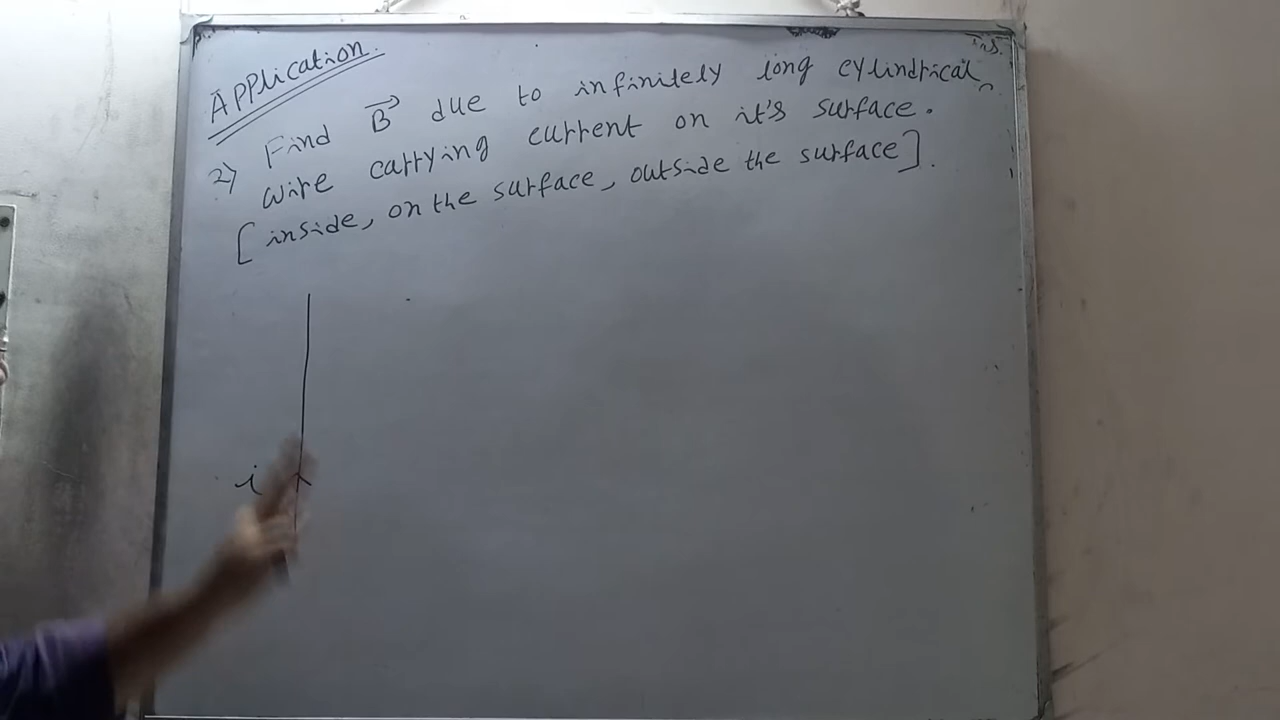 Application.
2) Find B⃗ due to infinitely long cylindrical
wire carrying current on it's surface.
[inside, on the surface, outside the surface].
i